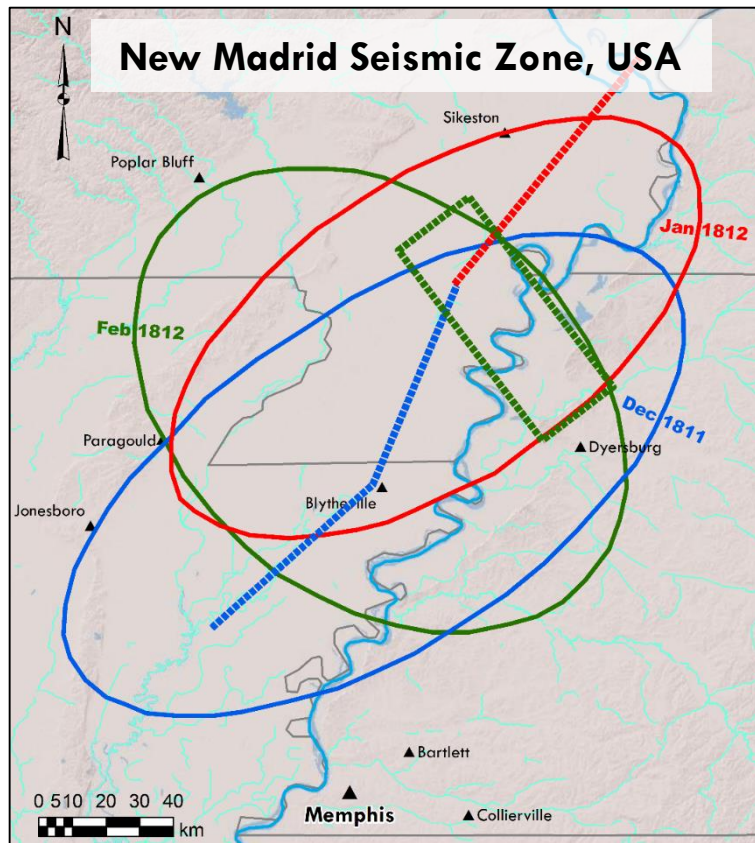 N
New Madrid Seismic Zone, USA
Sikeston
Poplar Bluff
Jan 1812
Feb 1812
Dec 1811
Paragould
Dyersburg
Blytheville
Jonesboro
Bartlett
0 5 10 20 30 40
km
Memphis
Collierville